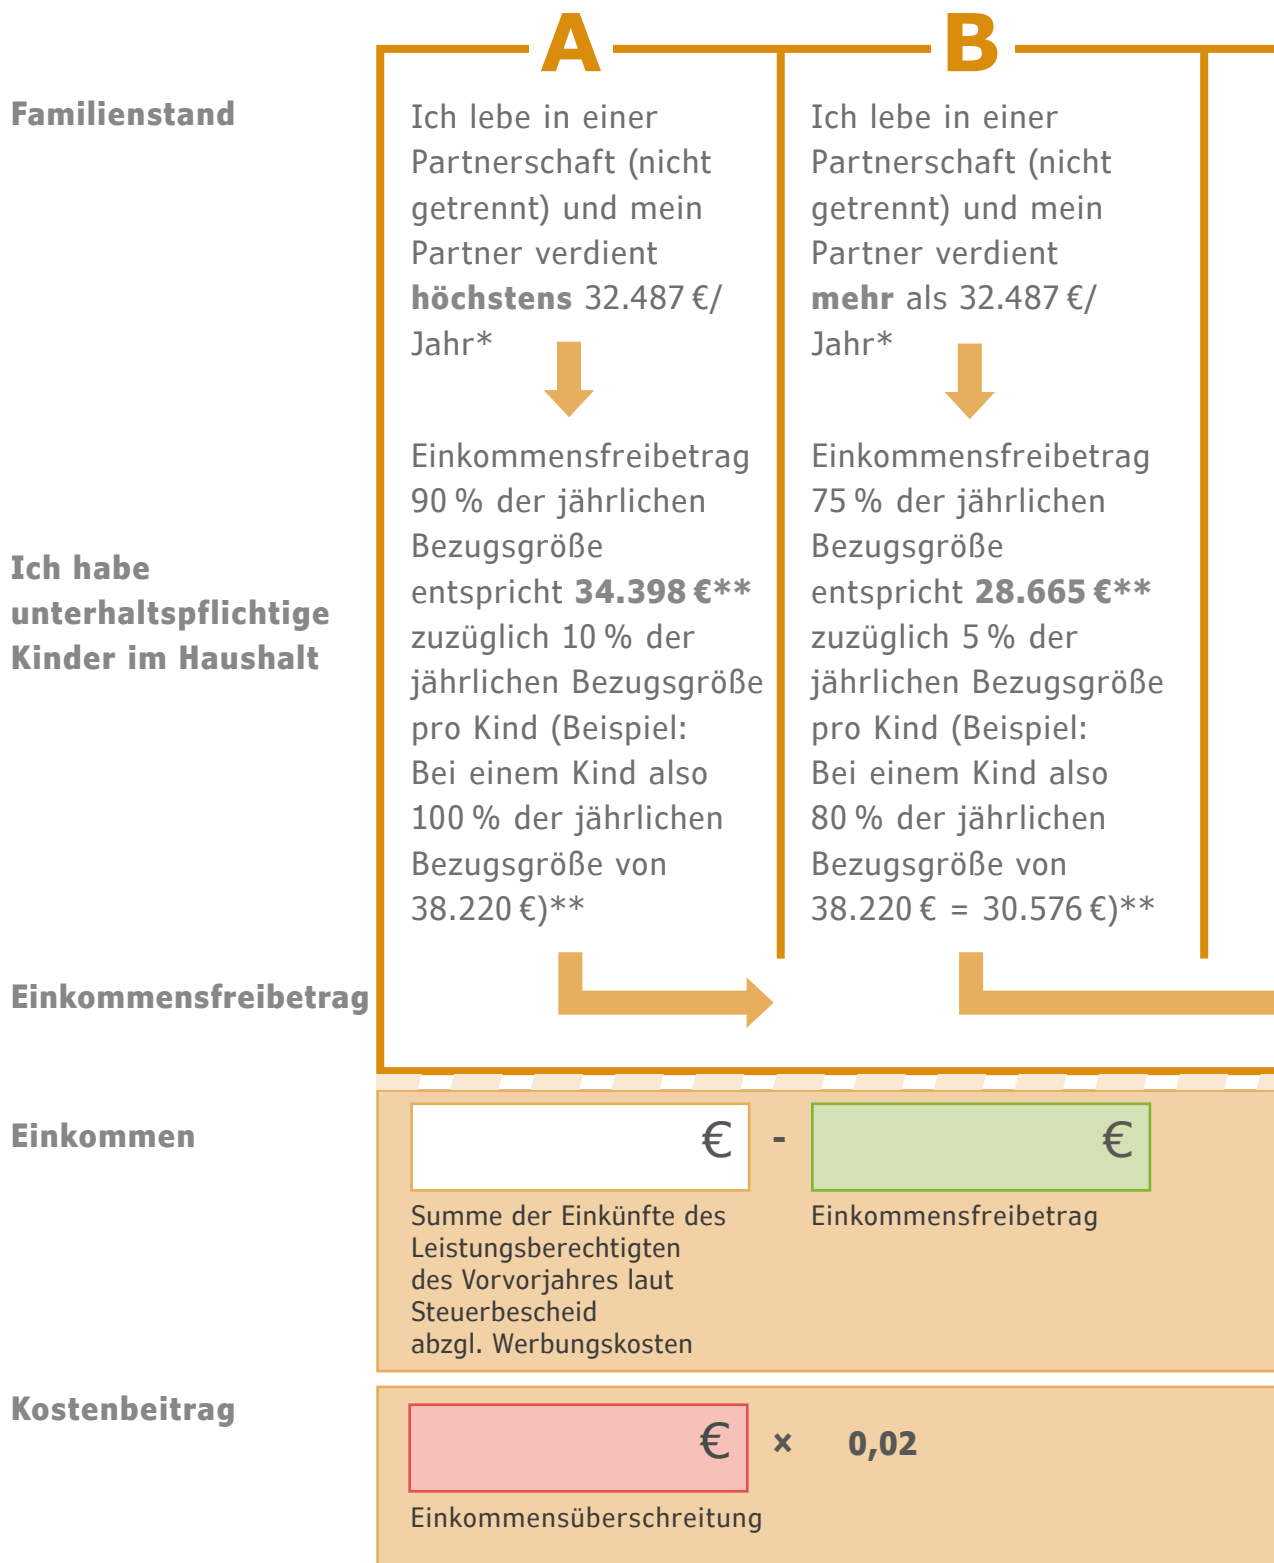 A
B
Familienstand
Ich lebe in einer
Partnerschaft (nicht
getrennt) und mein
Partner verdient
höchstens 32.487 €/
Jahr*
Ich lebe in einer
Partnerschaft (nicht
getrennt) und mein
Partner verdient
mehr als 32.487 €/
Jahr*
Ich habe
unterhaltspflichtige
Kinder im Haushalt
Einkommensfreibetrag
90 % der jährlichen
Bezugsgröße
entspricht 34.398 €**
zuzüglich 10 % der
jährlichen Bezugsgröße
pro Kind (Beispiel:
Bei einem Kind also
100 % der jährlichen
Bezugsgröße von
38.220 €)**
Einkommensfreibetrag
75 % der jährlichen
Bezugsgröße
entspricht 28.665 €**
zuzüglich 5 % der
jährlichen Bezugsgröße
pro Kind (Beispiel:
Bei einem Kind also
80 % der jährlichen
Bezugsgröße von
38.220 € = 30.576 €)**
Einkommensfreibetrag
Einkommen
€ - €
Summe der Einkünfte des
Leistungsberechtigten
des Vorvorjahres laut
Steuerbescheid
abzgl. Werbungskosten
Einkommensfreibetrag
Kostenbeitrag
€ × 0,02
Einkommensüberschreitung